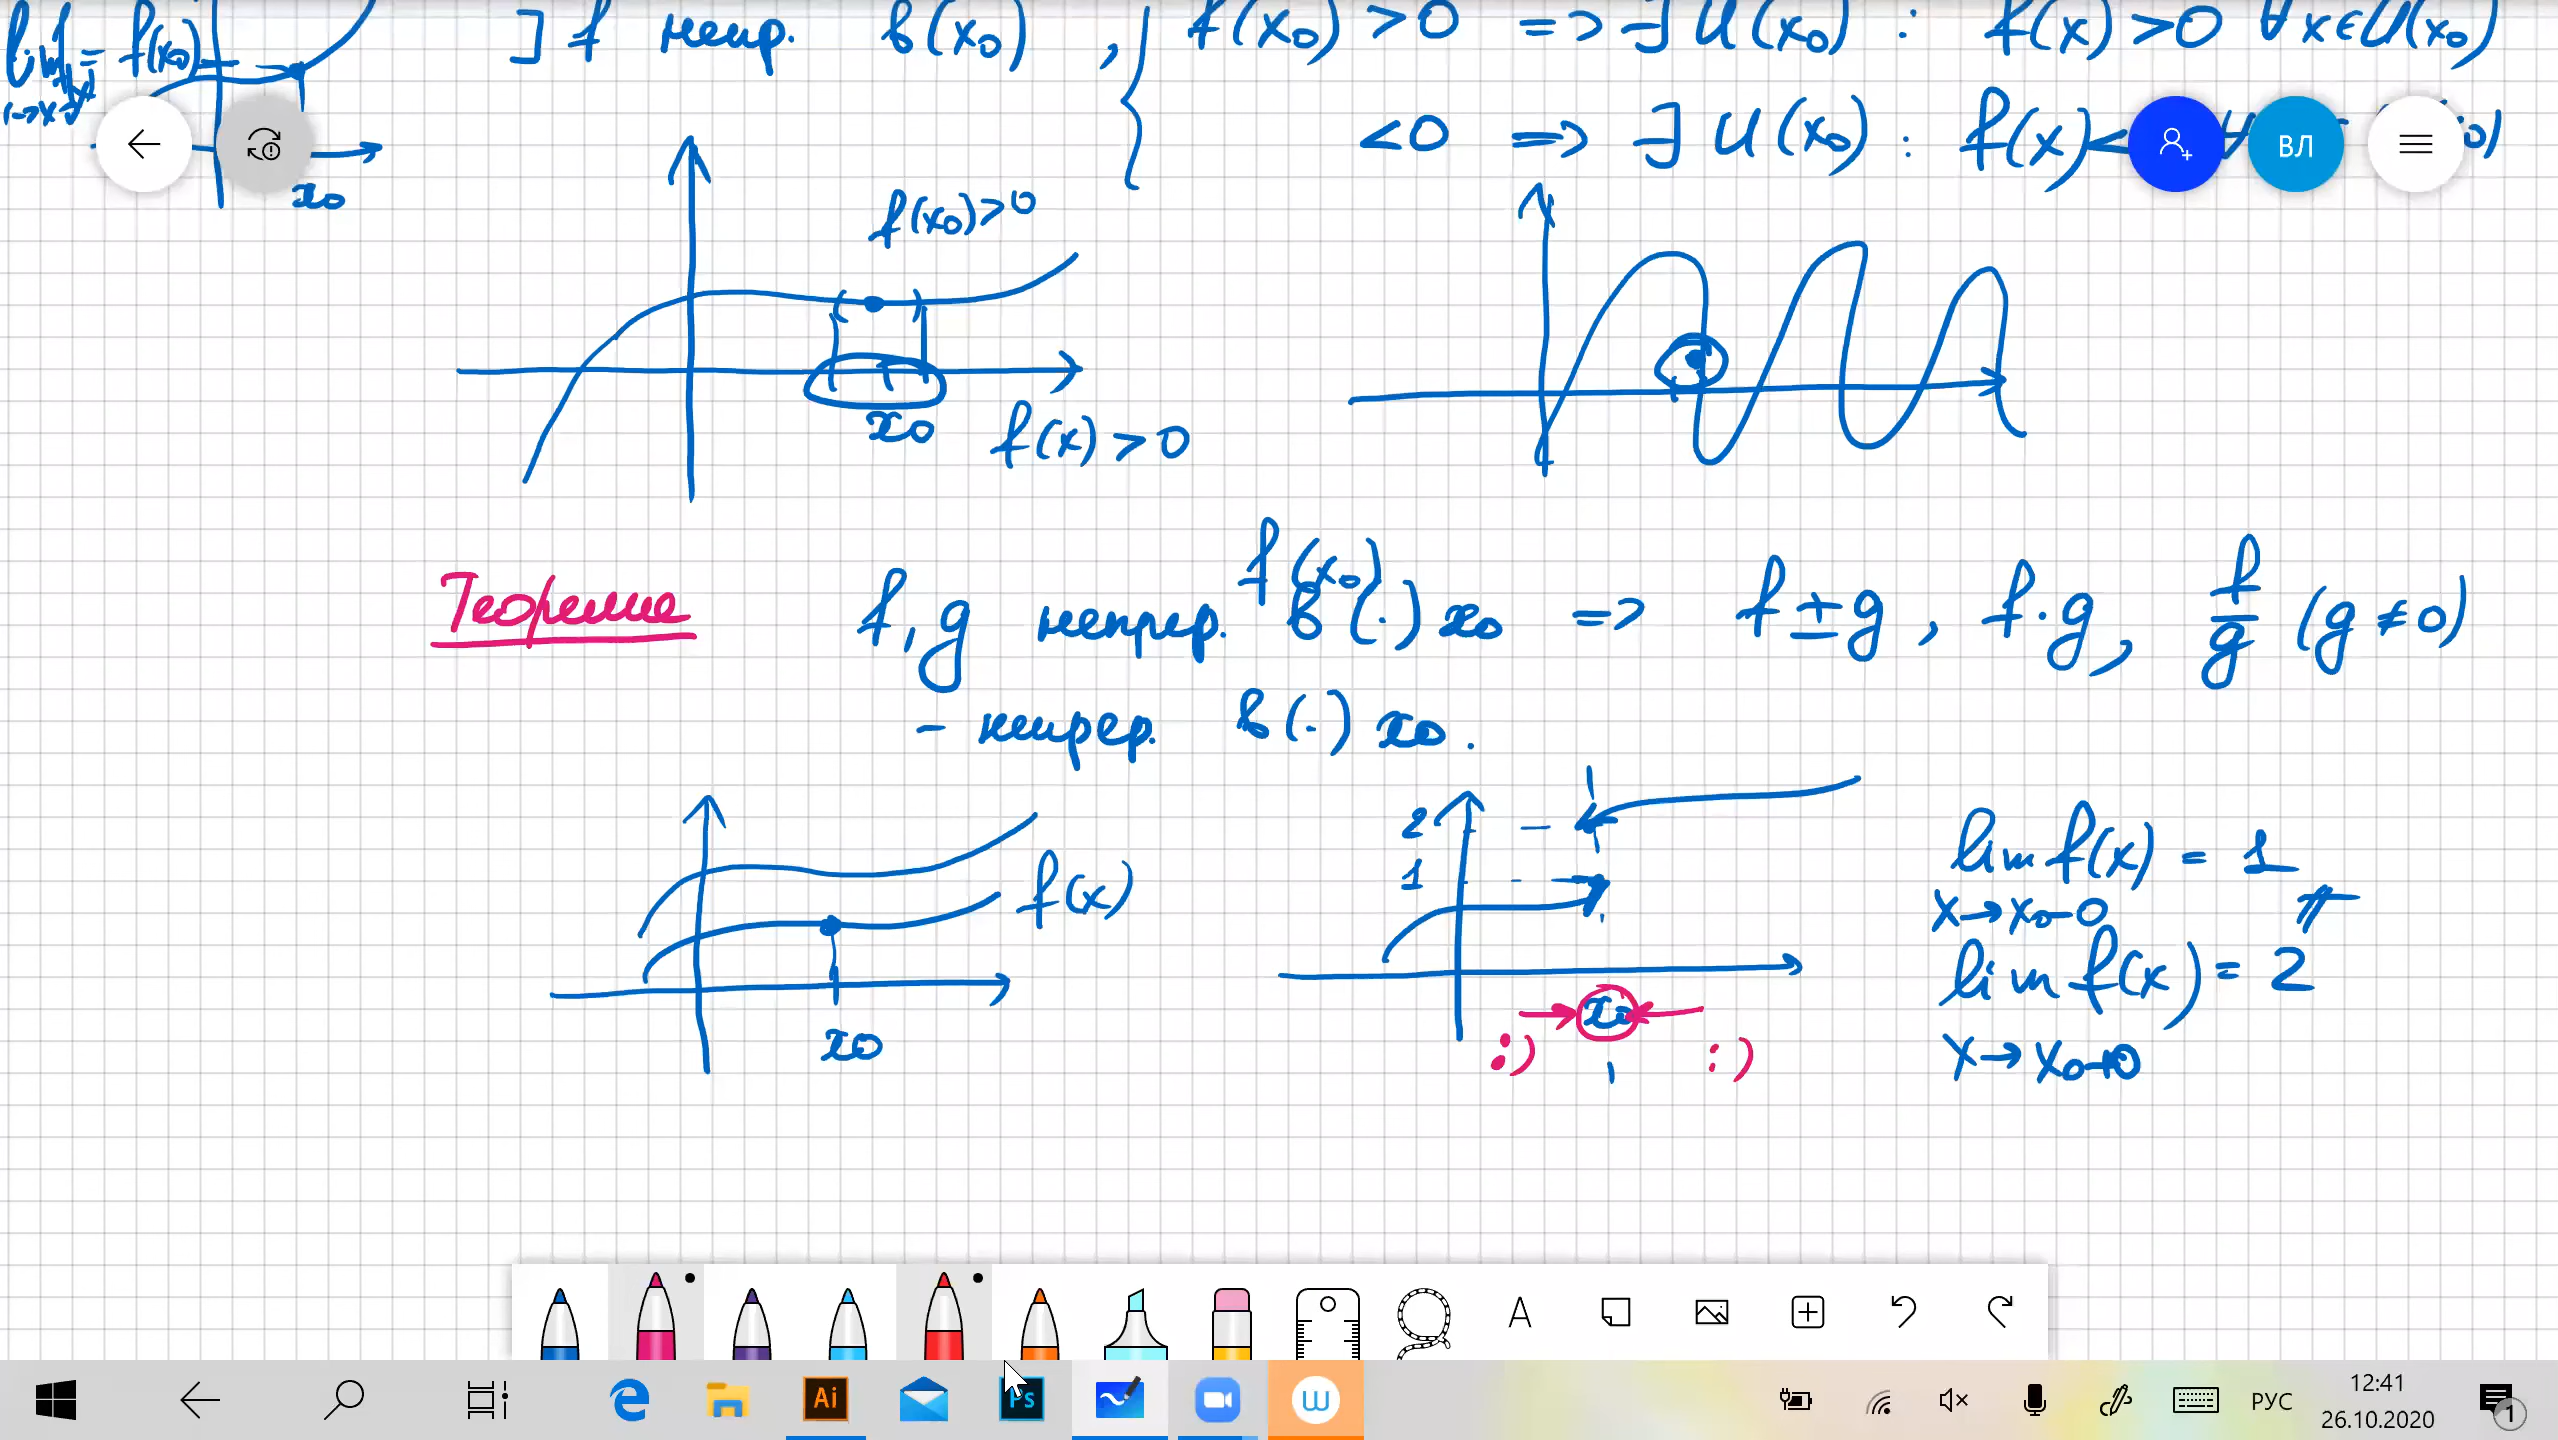 lim f(x) = f(x₀)
] f непр. в (x₀) , { f(x₀) > 0 => ∃ U(x₀) : f(x) > 0 ∀ x ∈ U(x₀)
< 0 => ∃ U(x₀) : f(x) < ∀
ВЛ
x₀
f(x₀) > 0
x₀
f(x) > 0
f(x₀)
Теорема f, g непрер. в (·) x₀ => f ± g , f · g , f/g (g ≠ 0)
- непрер. в (·) x₀ .
2
1
f(x)
x₀
x₀
:) :)
lim f(x) = 1
x → x₀-0
lim f(x) = 2
x → x₀+0
A
Ai
Ps
W
РУС
12:41
26.10.2020
1